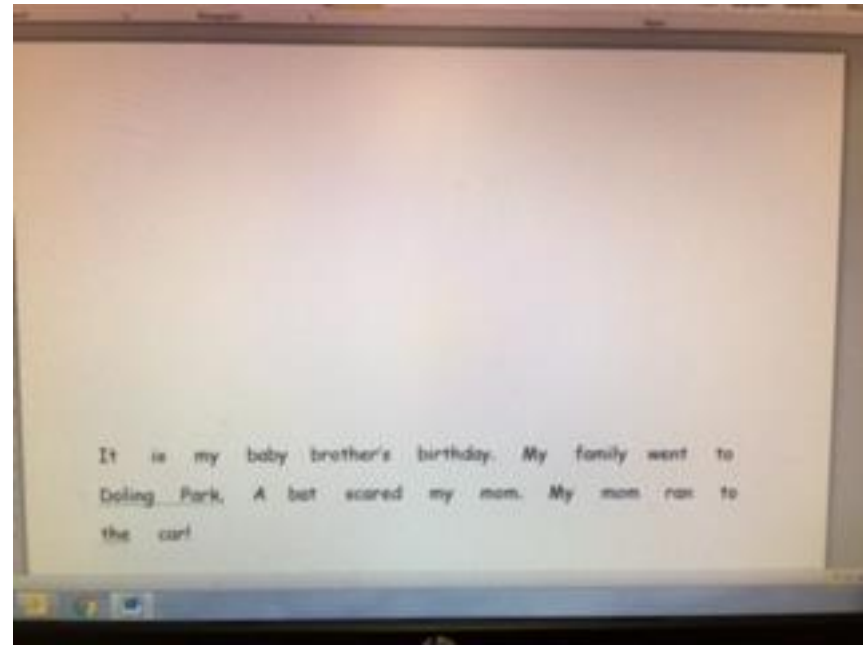 It is my baby brother's birthday. My family went to
Doling Park. A bat scared my mom. My mom ran to
the car!